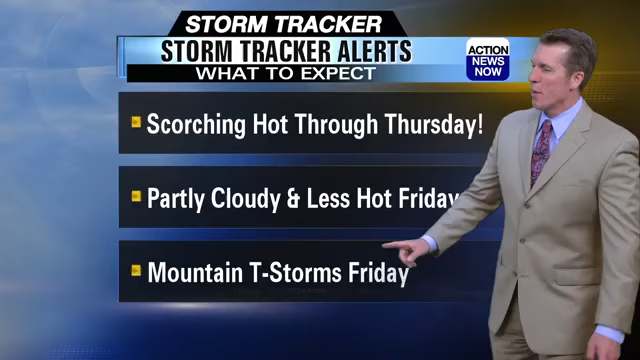 STORM TRACKER
STORM TRACKER ALERTS
WHAT TO EXPECT
ACTION
NEWS
NOW
Scorching Hot Through Thursday!
Partly Cloudy & Less Hot Friday
Mountain T-Storms Friday